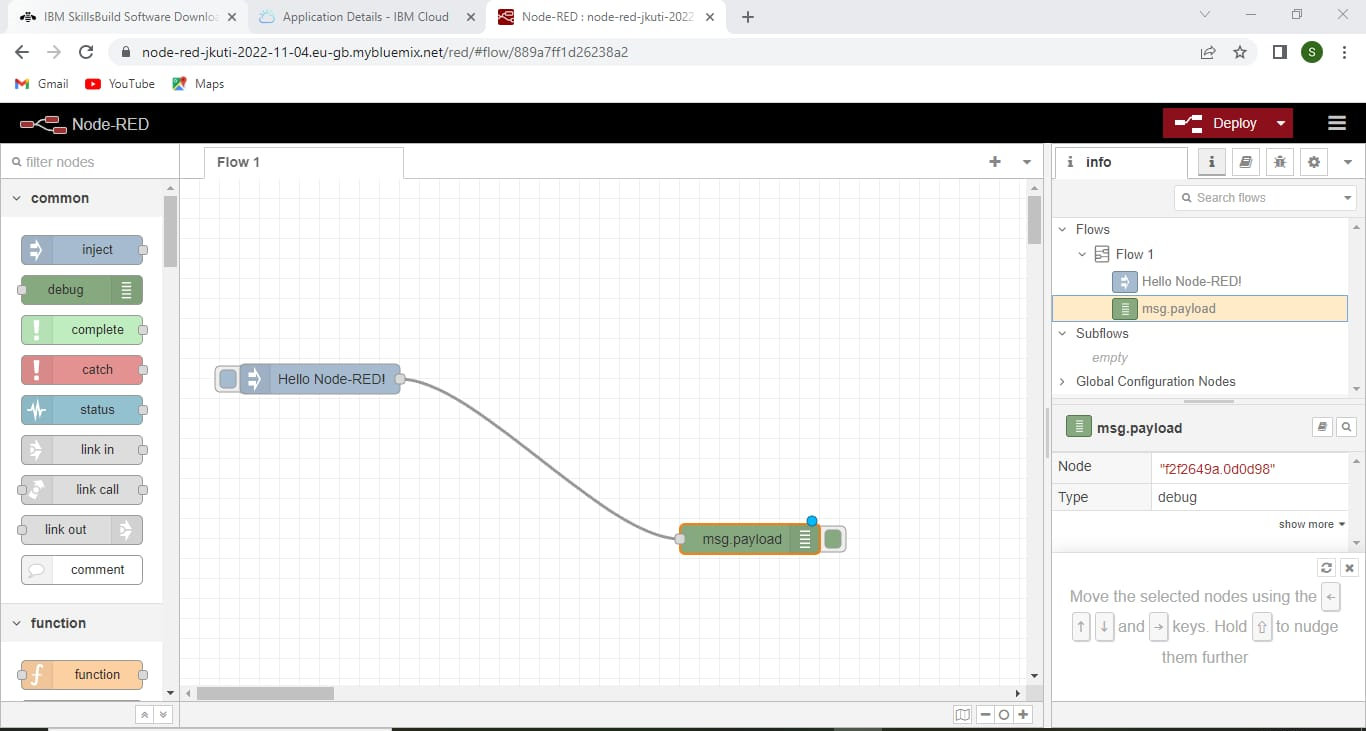 IBM SkillsBuild Software Downloa
Application Details - IBM Cloud
Node-RED : node-red-jkuti-2022
node-red-jkuti-2022-11-04.eu-gb.mybluemix.net/red/#flow/889a7ff1d26238a2
S
Gmail
YouTube
Maps
Node-RED
Deploy
filter nodes
Flow 1
info
common
Search flows
inject
debug
complete
catch
status
link in
link call
link out
comment
function
function
Hello Node-RED!
msg.payload
Flows
Flow 1
Hello Node-RED!
msg.payload
Subflows
empty
Global Configuration Nodes
msg.payload
Node "f2f2649a.0d0d98"
Type debug
show more
Move the selected nodes using the ←
↑ ↓ and → keys. Hold ⇧ to nudge
them further